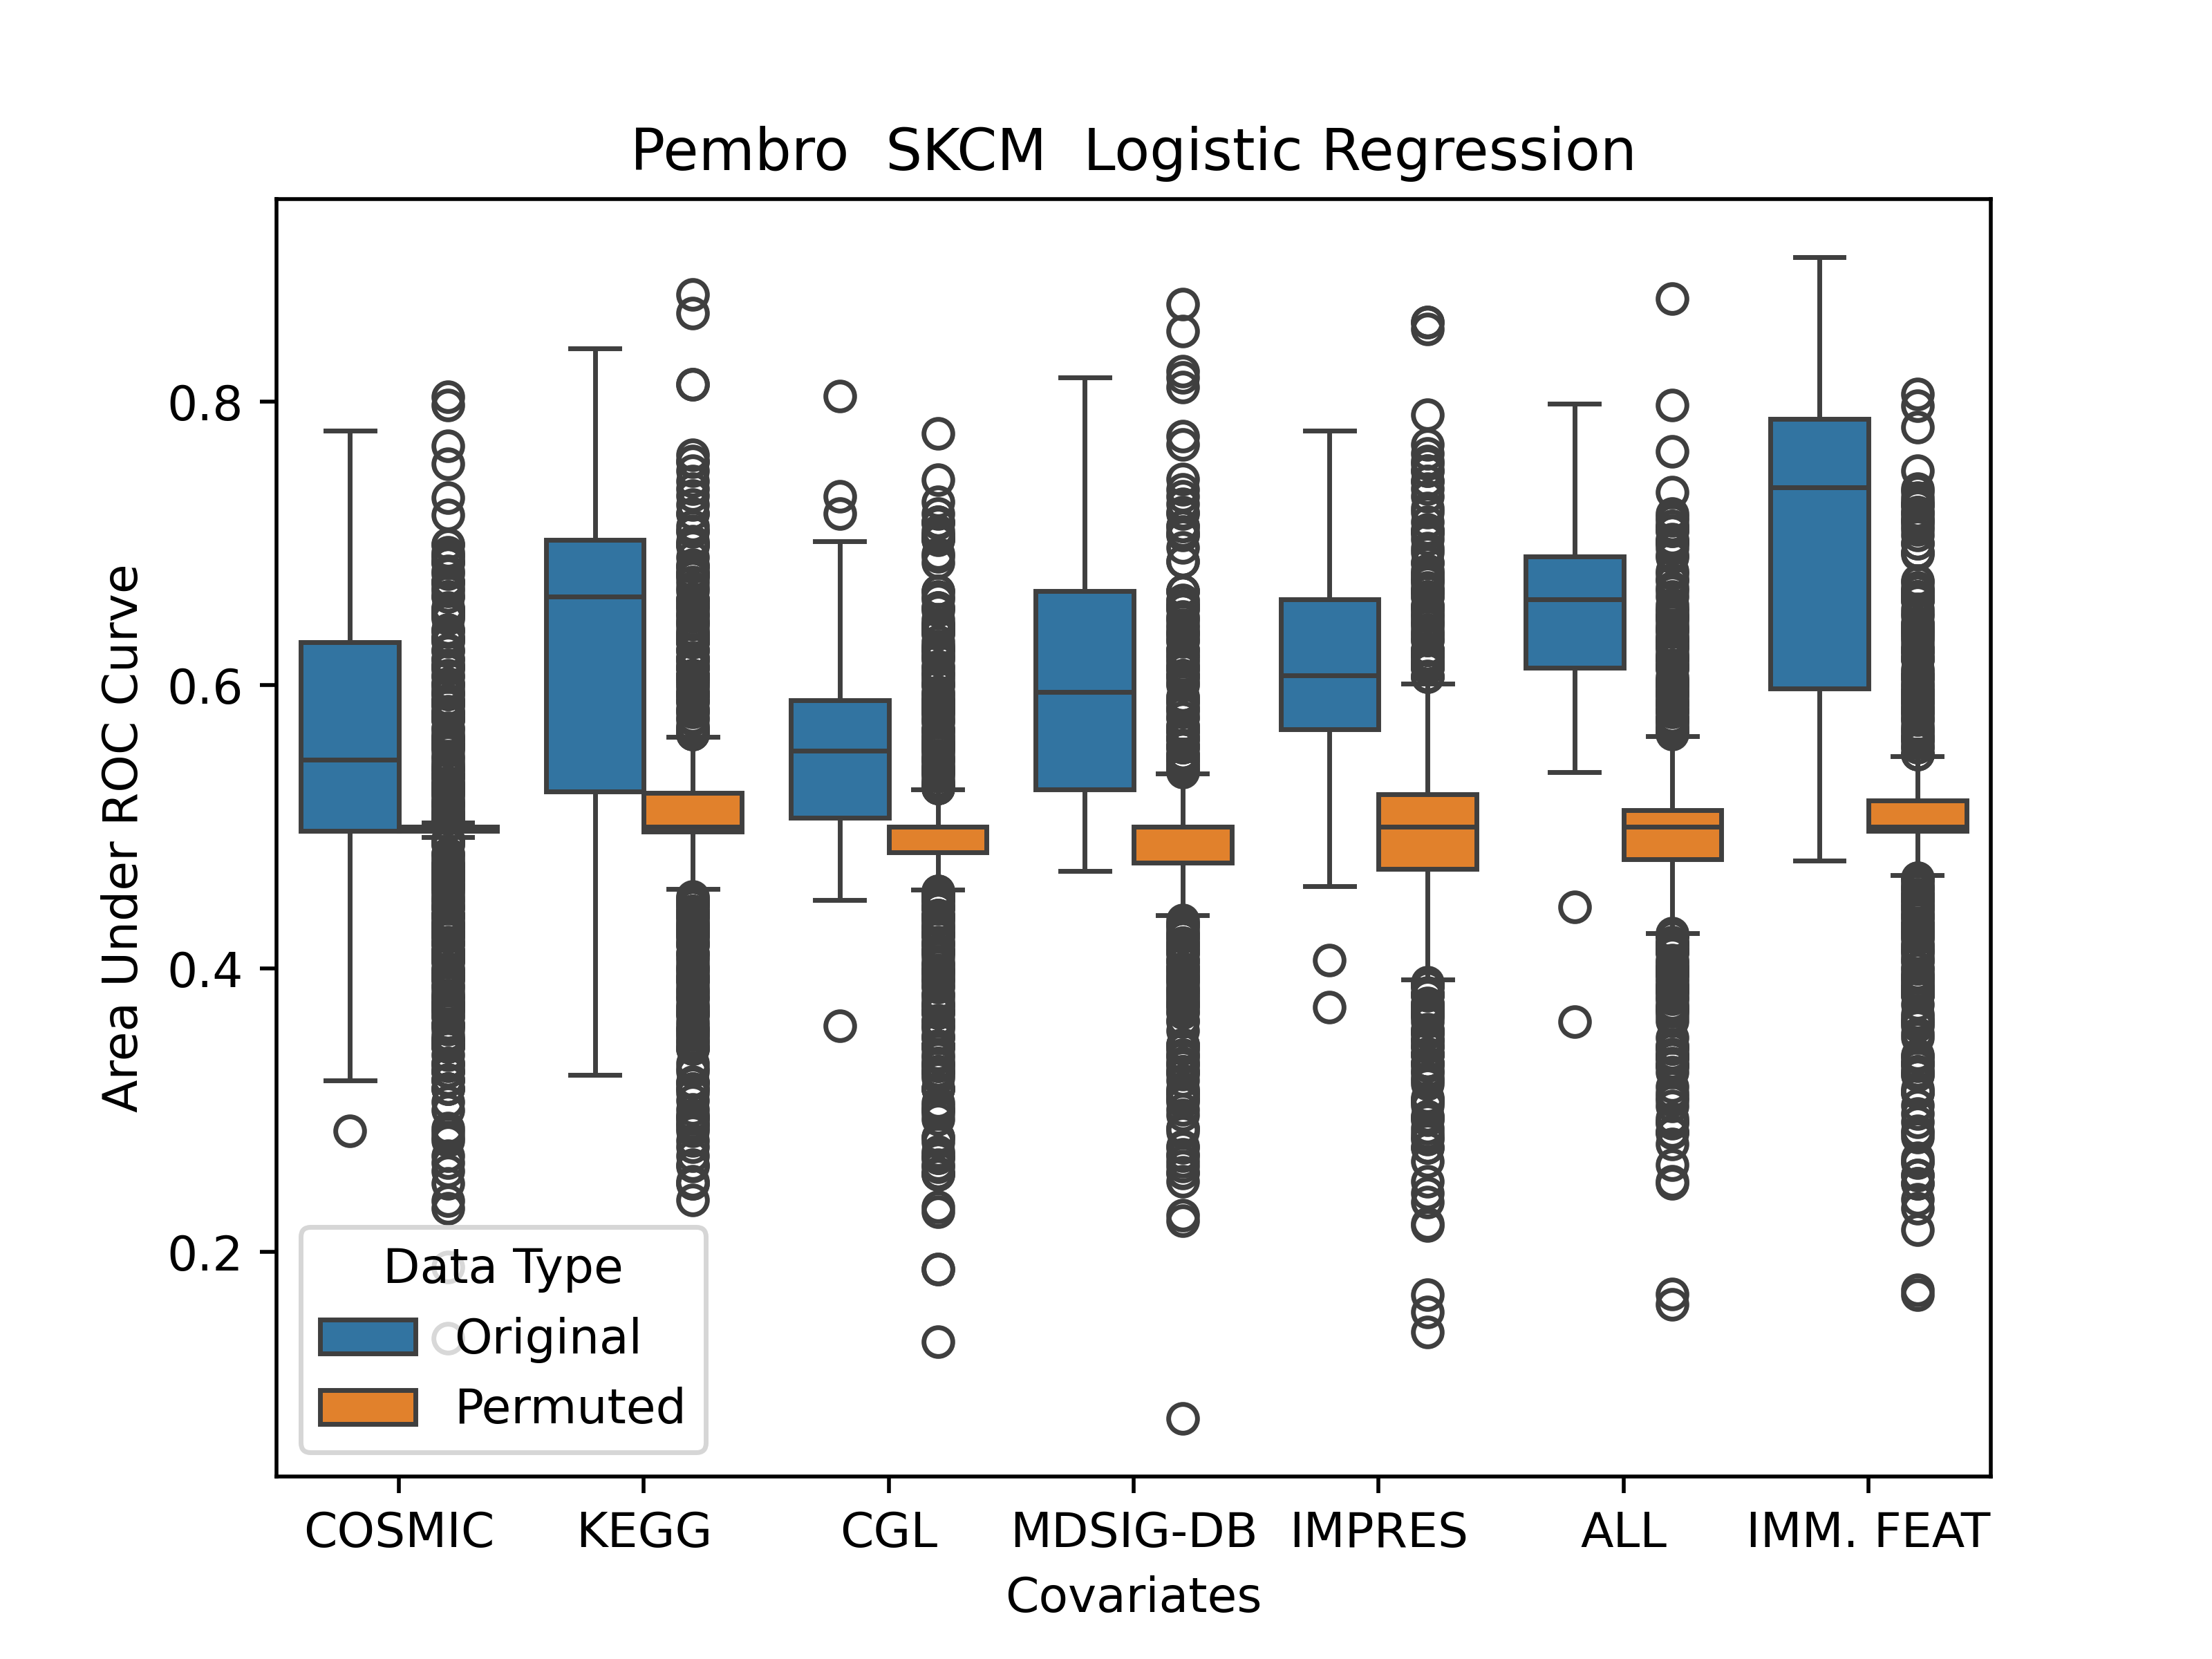 Pembro  SKCM  Logistic Regression
Area Under ROC Curve
0.8
0.6
0.4
0.2
Data Type
Original
Permuted
COSMIC KEGG CGL MDSIG-DB IMPRES ALL IMM. FEAT
Covariates